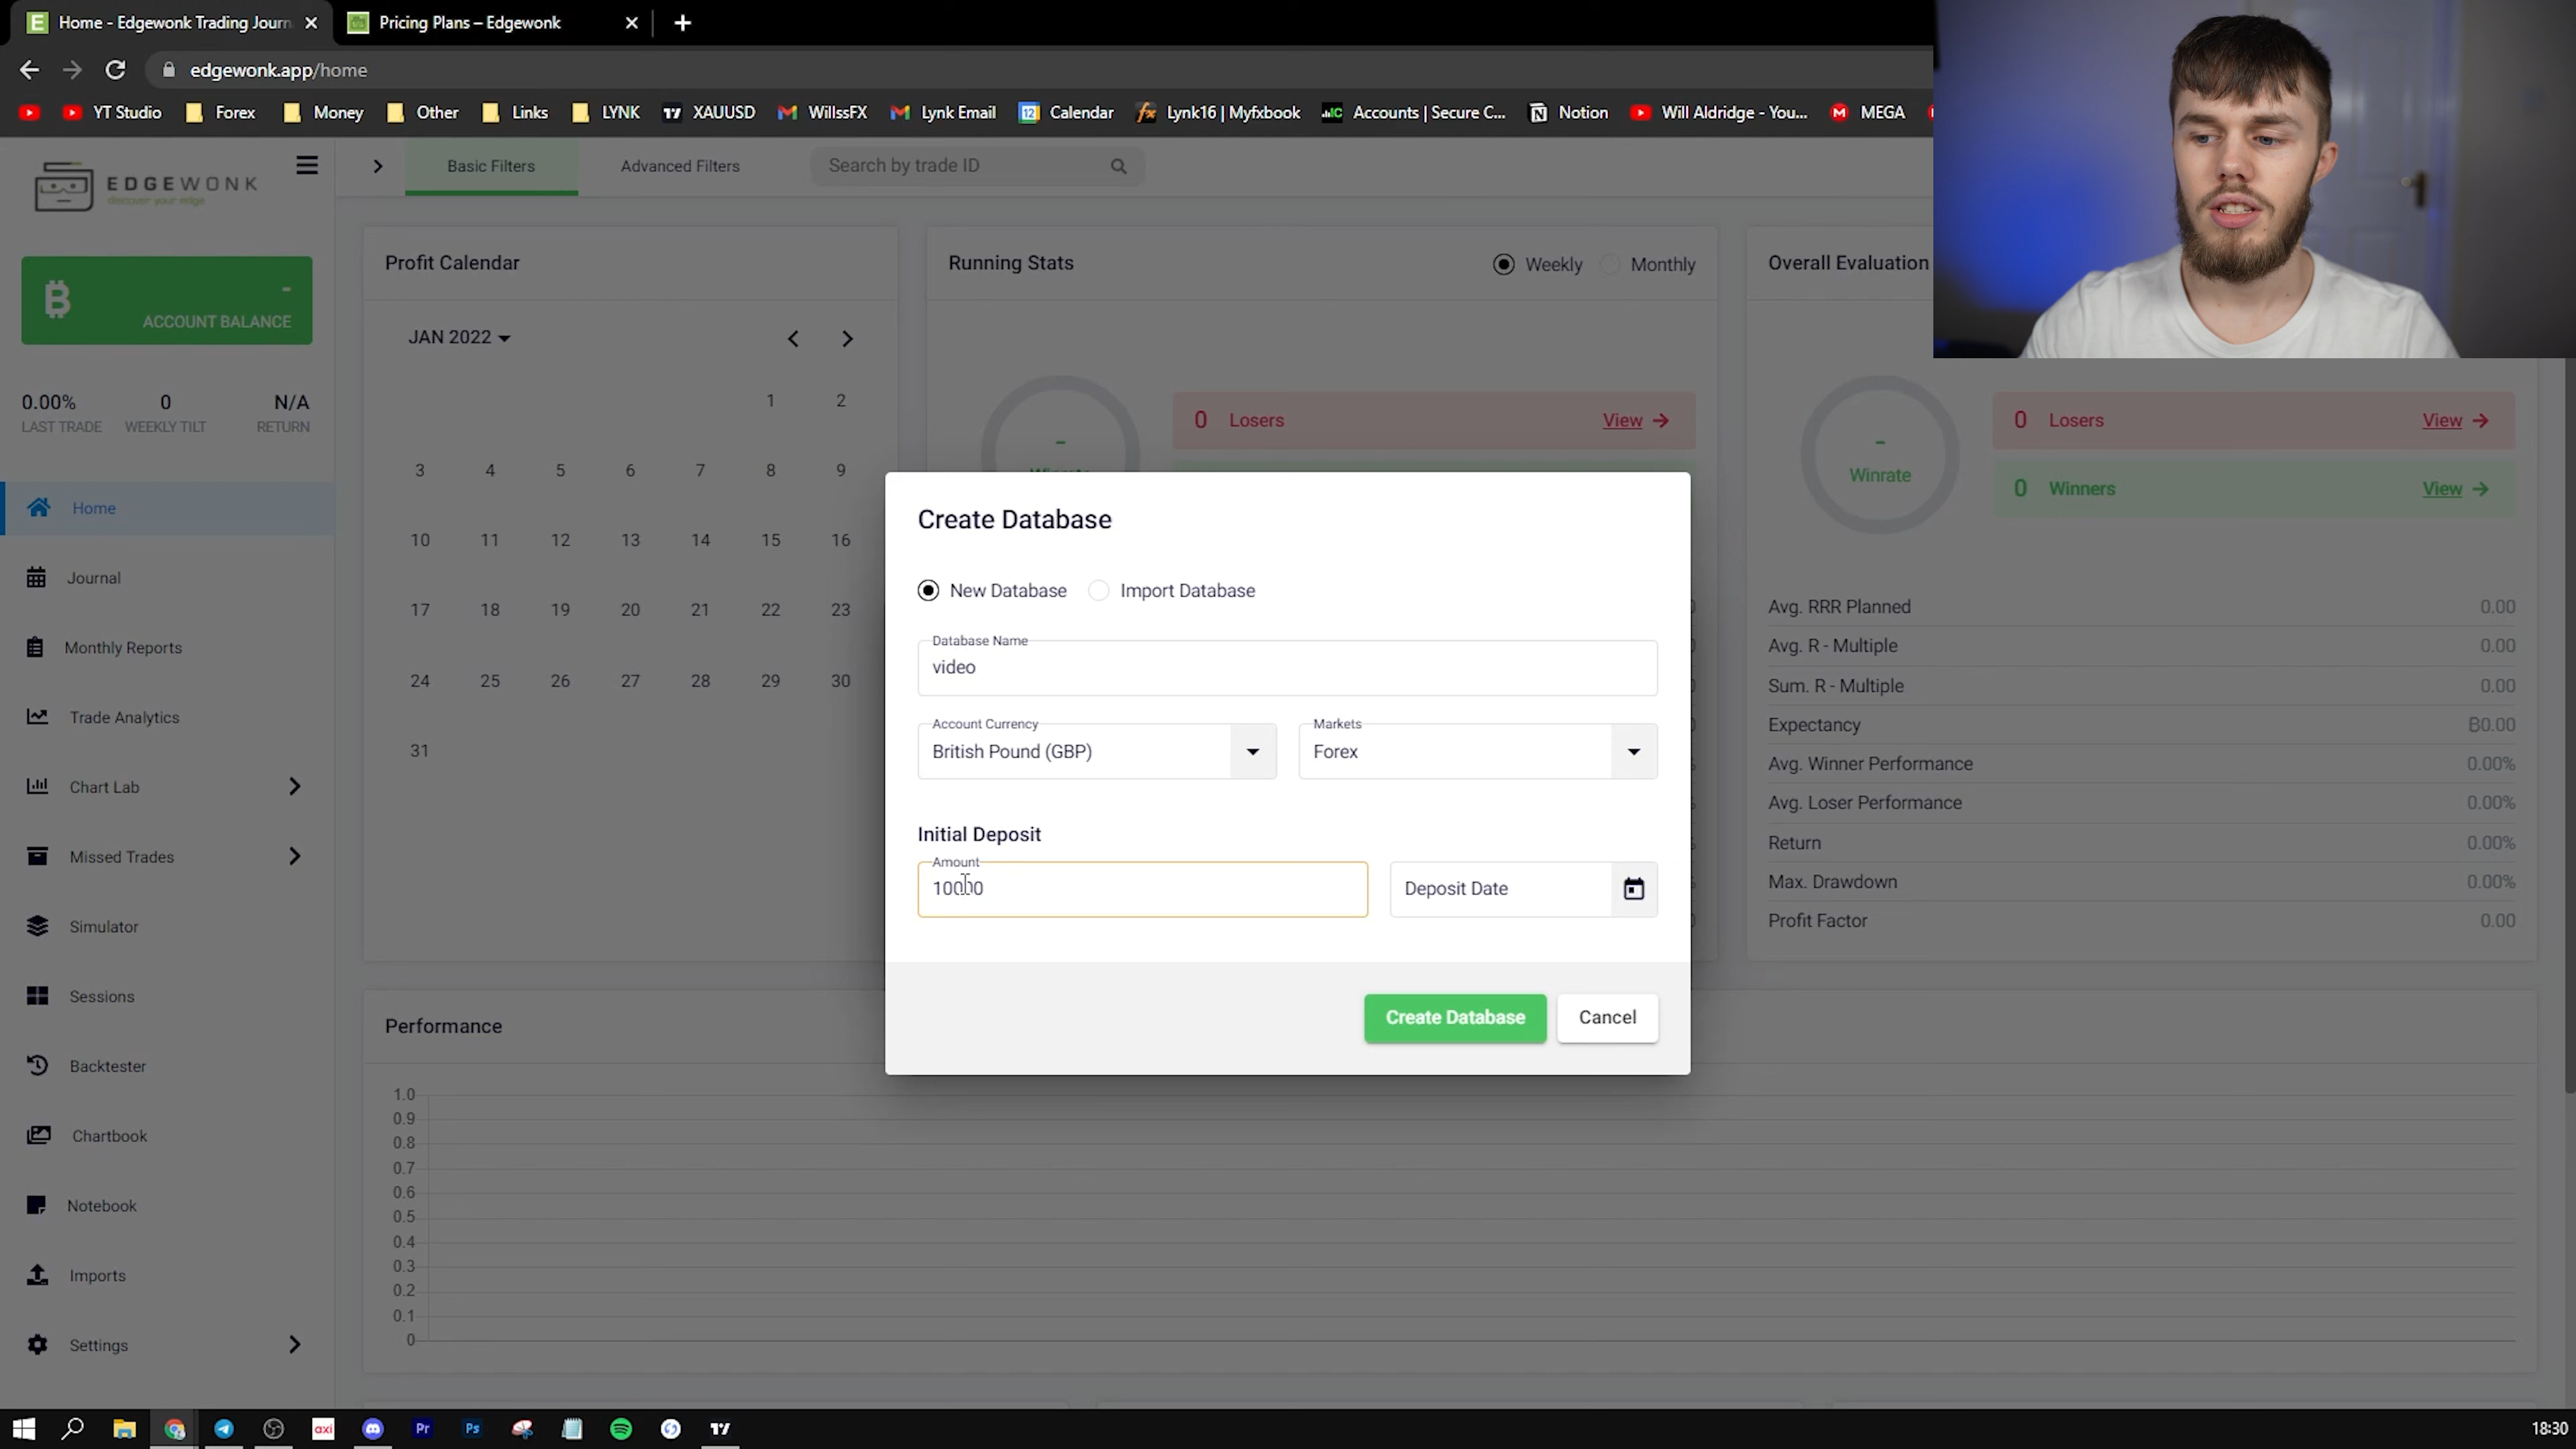 Home - Edgewonk Trading Journ
Pricing Plans – Edgewonk
edgewonk.app/home
YT Studio
Forex
Money
Other
Links
LYNK
XAUUSD
WillssFX
Lynk Email
Calendar
Lynk16 | Myfxbook
Accounts | Secure C...
Notion
Will Aldridge - You...
MEGA
EDGEWONK
discover your edge
Basic Filters
Advanced Filters
Search by trade ID
-
ACCOUNT BALANCE
0.00% 0 N/A
LAST TRADE WEEKLY TILT RETURN
Home
Journal
Monthly Reports
Trade Analytics
Chart Lab
Missed Trades
Simulator
Sessions
Backtester
Chartbook
Notebook
Imports
Settings
Profit Calendar
JAN 2022
1 2
3 4 5 6 7 8 9
10 11 12 13 14 15 16
17 18 19 20 21 22 23
24 25 26 27 28 29 30
31
Running Stats
Weekly Monthly
-
0 Losers View
Overall Evaluation
-
Winrate
0 Losers View
0 Winners View
Avg. RRR Planned 0.00
Avg. R - Multiple 0.00
Sum. R - Multiple 0.00
Expectancy B0.00
Avg. Winner Performance 0.00%
Avg. Loser Performance 0.00%
Return 0.00%
Max. Drawdown 0.00%
Profit Factor 0.00
Create Database
New Database Import Database
Database Name
video
Account Currency Markets
British Pound (GBP) Forex
Initial Deposit
Amount
10000
Deposit Date
Create Database Cancel
Performance
1.0
0.9
0.8
0.7
0.6
0.5
0.4
0.3
0.2
0.1
0
axi
Pr
Ps
18:30